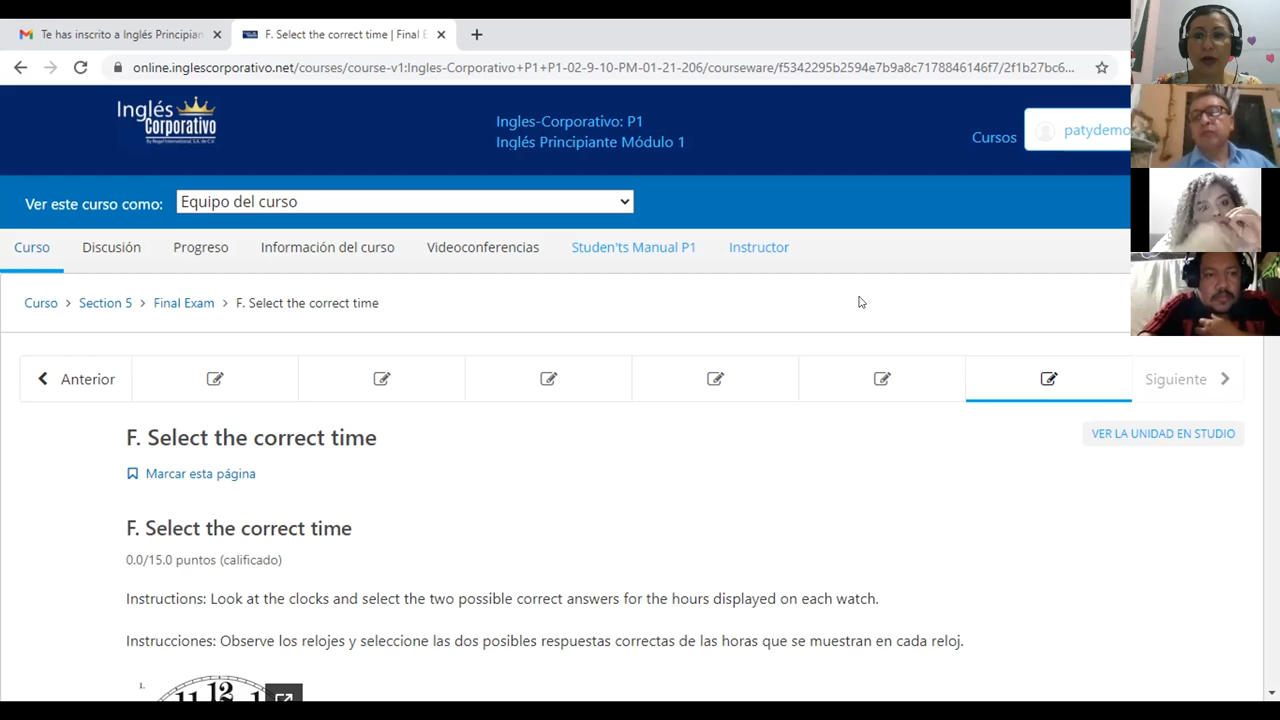 Te has inscrito a Inglés Principian
F. Select the correct time | Final E
online.inglescorporativo.net/courses/course-v1:Ingles-Corporativo+P1+P1-02-9-10-PM-01-21-206/courseware/f5342295b2594e7b9a8c7178846146f7/2f1b27bc6...
Inglés
Corporativo
By Regal International, S.A. de C.V.
Ingles-Corporativo: P1
Inglés Principiante Módulo 1
Cursos
patydemo
Ver este curso como:
Equipo del curso
Curso
Discusión
Progreso
Información del curso
Videoconferencias
Studen'ts Manual P1
Instructor
Curso > Section 5 > Final Exam > F. Select the correct time
Anterior
Siguiente
F. Select the correct time
VER LA UNIDAD EN STUDIO
Marcar esta página
F. Select the correct time
0.0/15.0 puntos (calificado)
Instructions: Look at the clocks and select the two possible correct answers for the hours displayed on each watch.
Instrucciones: Observe los relojes y seleccione las dos posibles respuestas correctas de las horas que se muestran en cada reloj.
1.
11 12 1